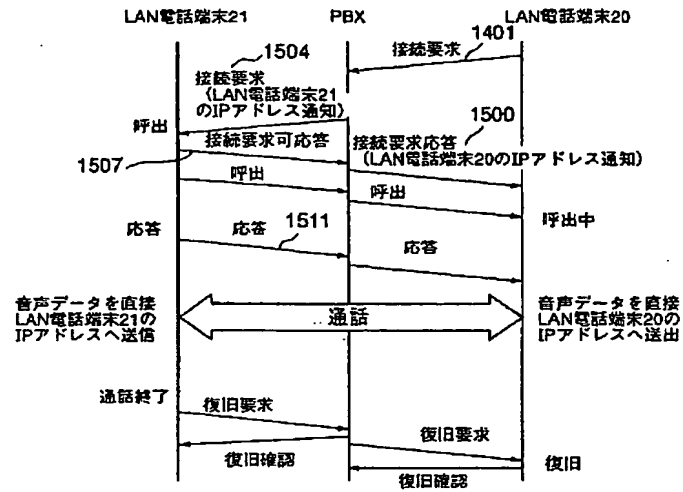 LAN電話端末21
PBX
LAN電話端末20
1401
接続要求
1504
接続要求
(LAN電話端末21
のIPアドレス通知)
1500
呼出
接続要求可応答
接続要求応答
(LAN電話端末20のIPアドレス通知)
1507
呼出
呼出
呼出中
応答
応答
1511
応答
音声データを直接
LAN電話端末21の
IPアドレスへ送信
通話
音声データを直接
LAN電話端末20の
IPアドレスへ送出
通話終了
復旧要求
復旧要求
復旧確認
復旧
復旧確認